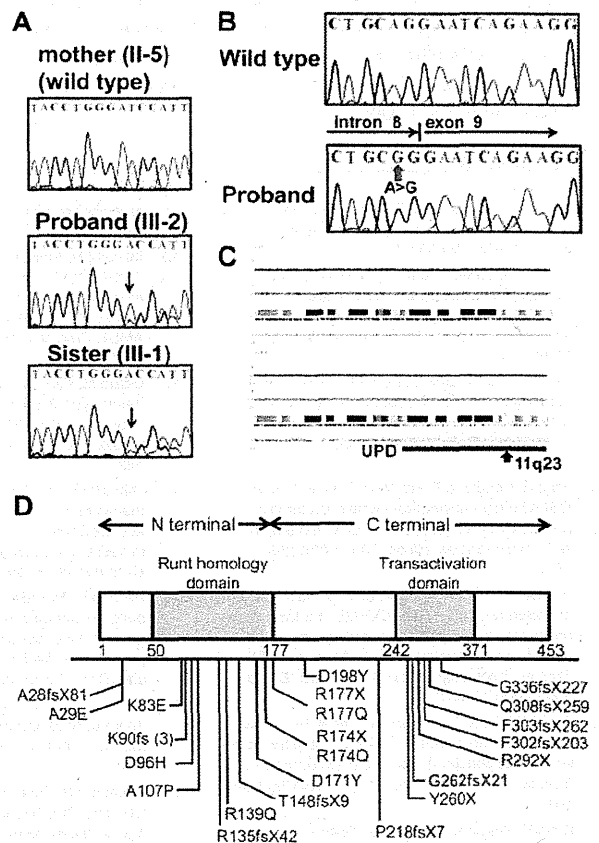 A
mother (II-5)
(wild type)
T A C C T G G G A T C C A T T
Proband (III-2)
T A C C T G G G A C C A T T
Sister (III-1)
T A C C T G G G A C C A T T
B
Wild type
C T G C A G G G A A T C A G A A G G
Intron 8
exon 9
C T G C G G G A A T C A G A A G G
A>G
Proband
C
UPD
11q23
D
N terminal
C terminal
Runt homology
domain
Transactivation
domain
1 50 177 242 371 453
A28fsX81
A29E
K83E
K90fs (3)
D96H
A107P
R135fsX42
R139Q
T148fsX9
D171Y
R174Q
R174X
R177Q
R177X
D198Y
P218fsX7
Y260X
G262fsX21
R292X
F302fsX203
F303fsX262
Q308fsX259
G336fsX227